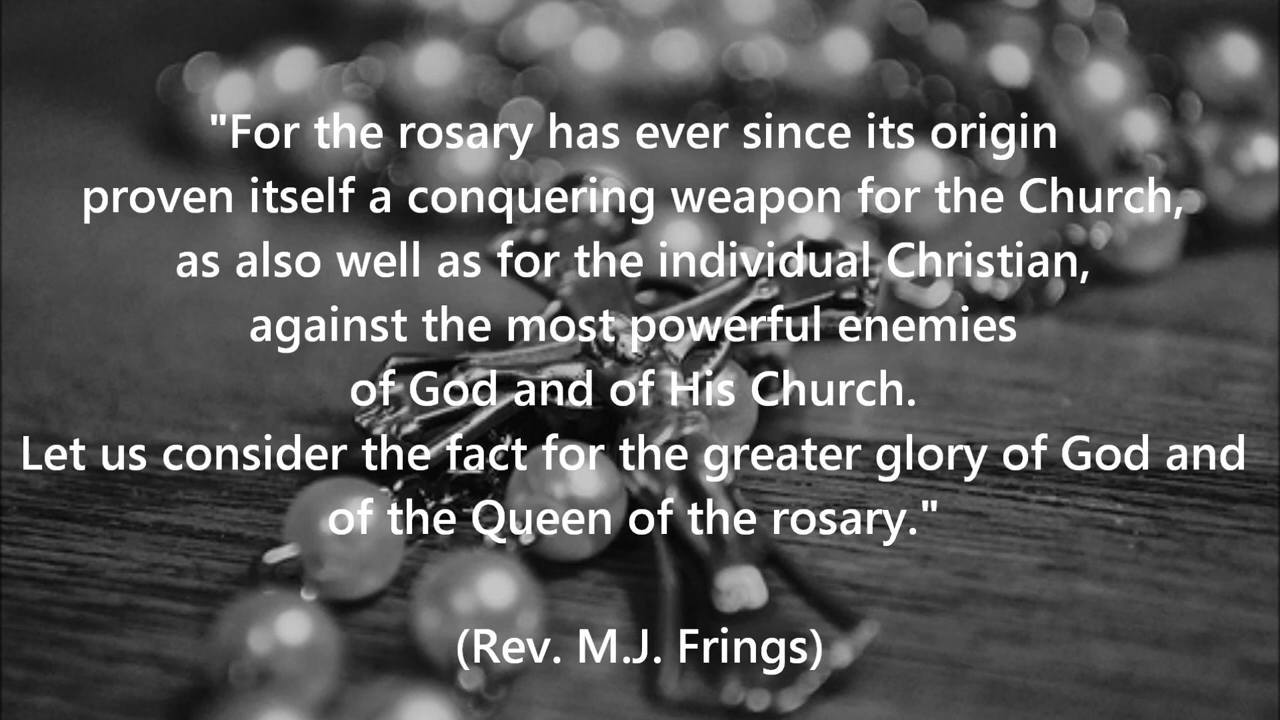 "For the rosary has ever since its origin
proven itself a conquering weapon for the Church,
as also well as for the individual Christian,
against the most powerful enemies
of God and of His Church.
Let us consider the fact for the greater glory of God and
of the Queen of the rosary."
(Rev. M.J. Frings)